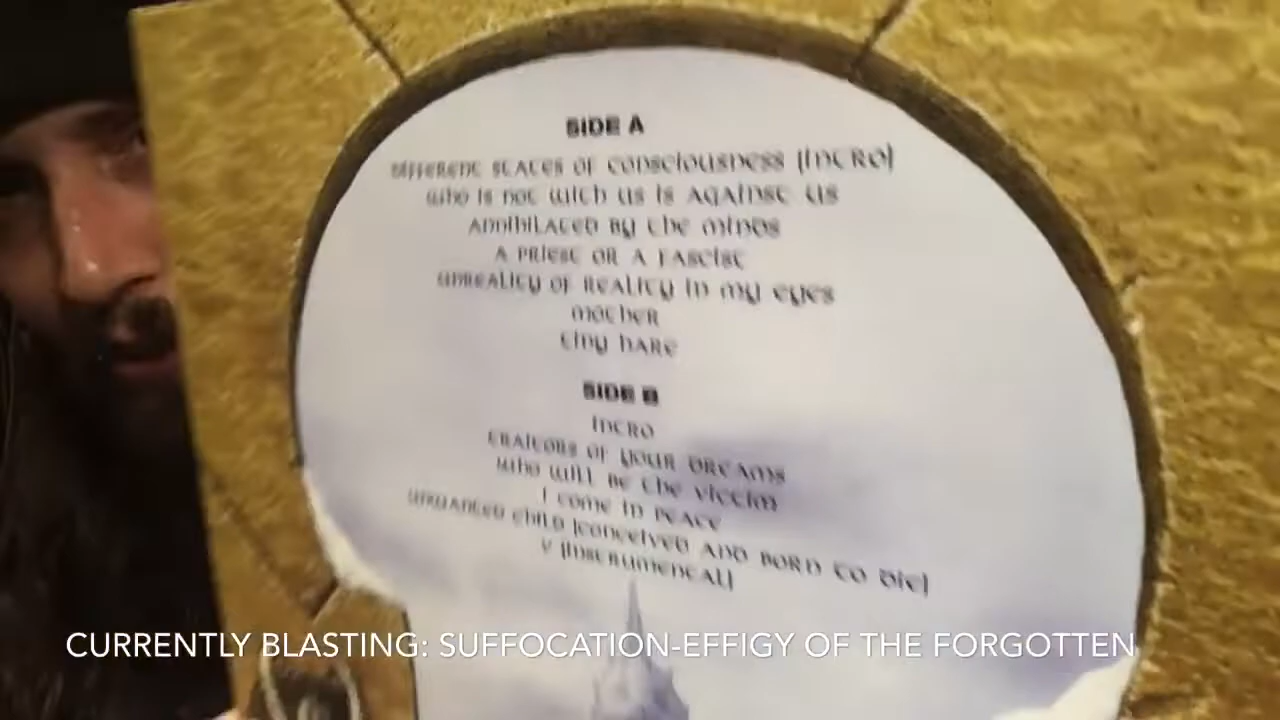 SIDE A
DIFFERENT STATES OF CONSCIOUSNESS (INTRO)
WHO IS NOT WITH US IS AGAINST US
ANNIHILATED BY THE MINDS
A PRIEST OR A FASCIST
UNREALITY OF REALITY IN MY EYES
MOTHER
TINY HARE
SIDE B
INTRO
TRAITORS OF YOUR DREAMS
WHO WILL BE THE VICTIM
I COME IN PEACE
UNWANTED CHILD (CONCEIVED AND BORN TO DIE)
V (INSTRUMENTAL)
CURRENTLY BLASTING: SUFFOCATION-EFFIGY OF THE FORGOTTEN